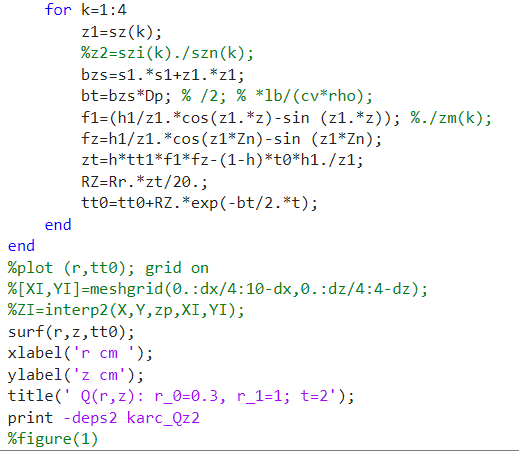 for k=1:4
z1=sz(k);
%z2=szi(k)./szn(k);
bzs=s1.*s1+z1.*z1;
bt=bzs*Dp; % /2; % *lb/(cv*rho);
f1=(h1/z1.*cos(z1.*z)-sin (z1.*z)); %./zm(k);
fz=h1/z1.*cos(z1*Zn)-sin (z1*Zn);
zt=h*tt1*f1*fz-(1-h)*t0*h1./z1;
RZ=Rr.*zt/20.;
tt0=tt0+RZ.*exp(-bt/2.*t);
end
end
%plot (r,tt0); grid on
%[XI,YI]=meshgrid(0.:dx/4:10-dx,0.:dz/4:4-dz);
%ZI=interp2(X,Y,zp,XI,YI);
surf(r,z,tt0);
xlabel('r cm ');
ylabel('z cm');
title(' Q(r,z): r_0=0.3, r_1=1; t=2');
print -deps2 karc_Qz2
%figure(1)